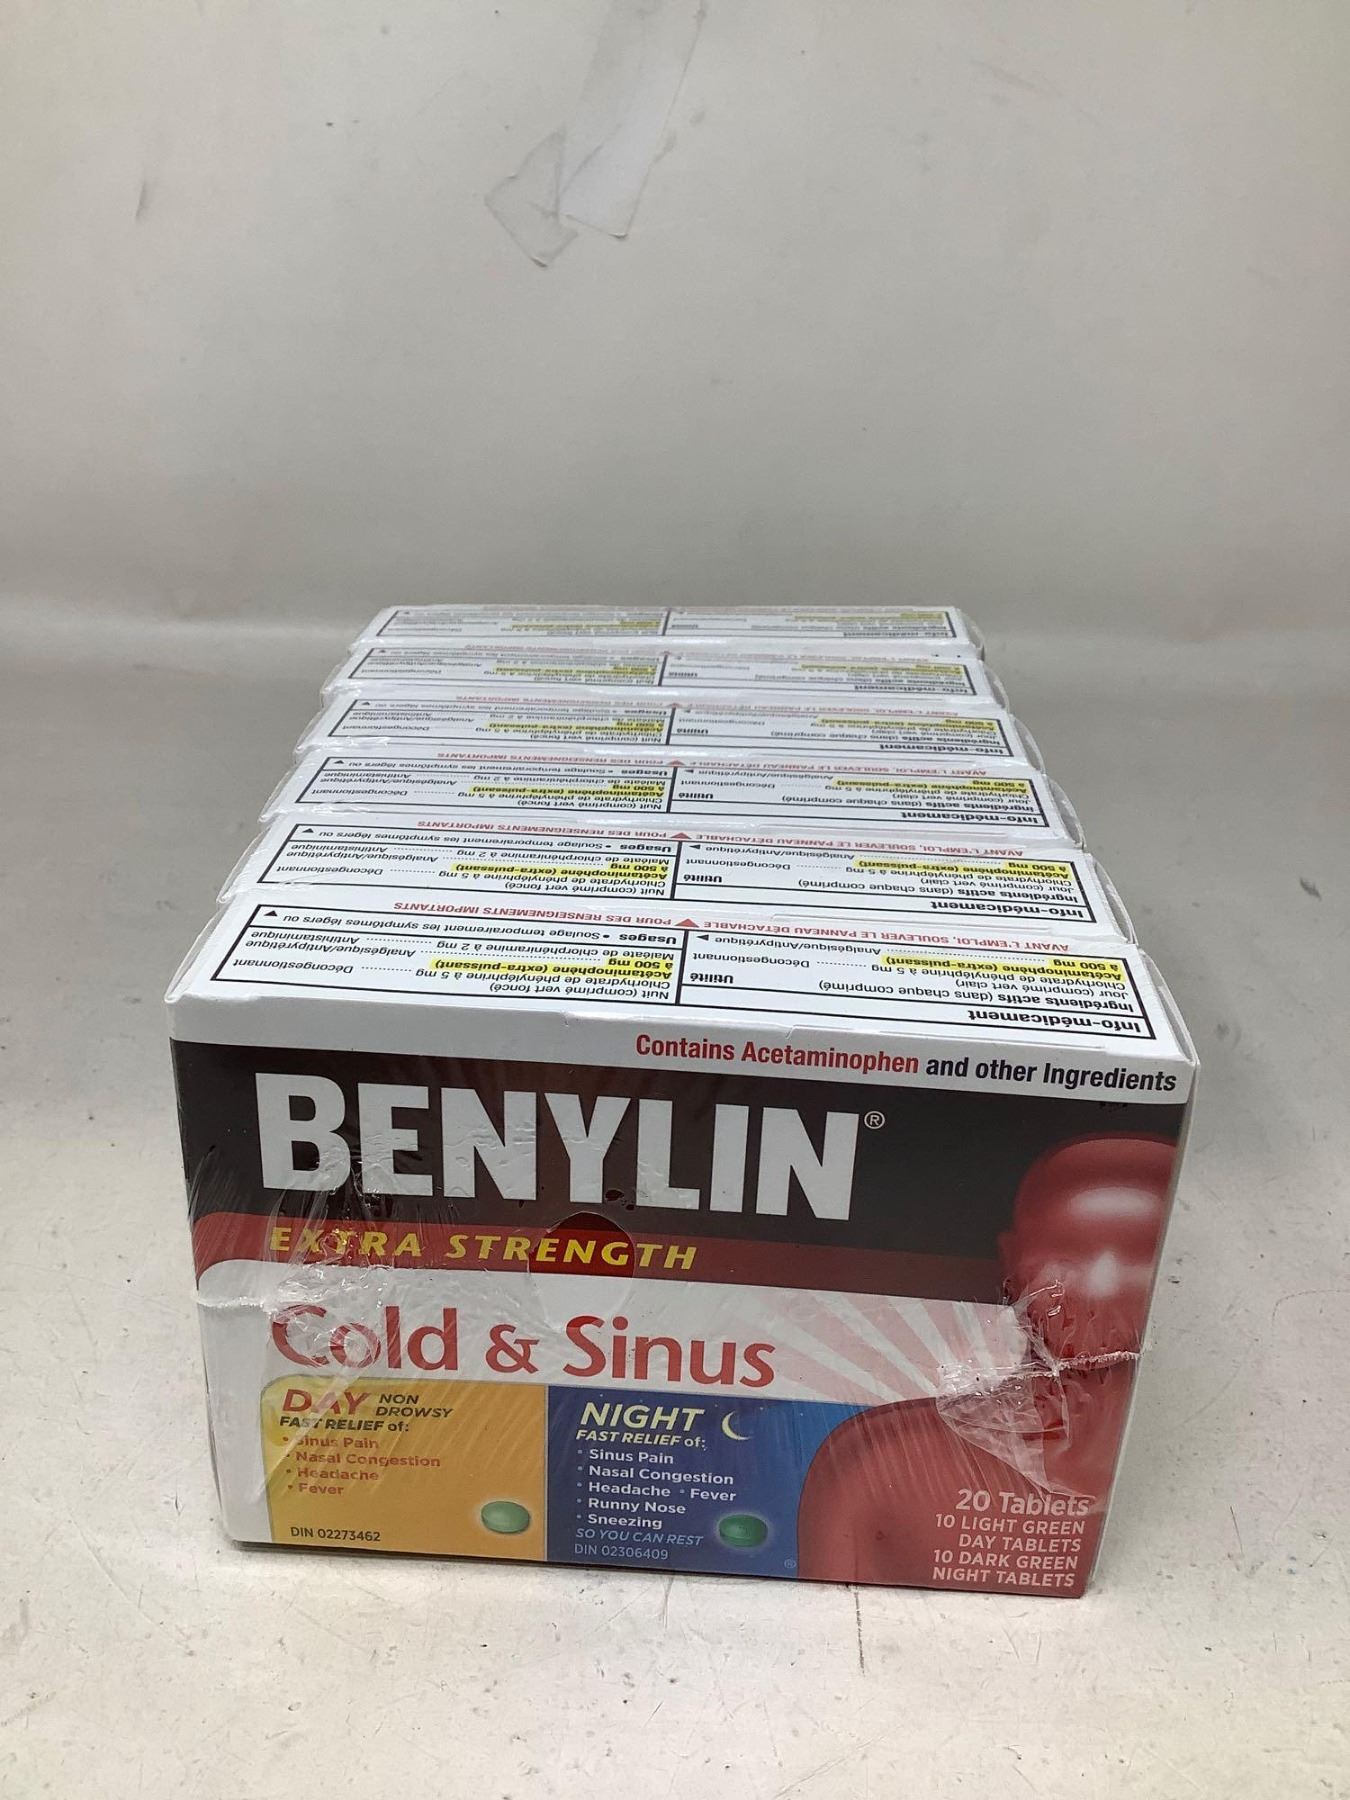 Info-médicament
Ingrédients actifs (dans chaque comprimé)
Utilité
Jour (comprimé vert clair)
Chlorhydrate de phényléphrine à 5 mg
Décongestionnant
Acétaminophène (extra-puissant)
à 500 mg
Analgésique/Antipyrétique
Nuit (comprimé vert foncé)
Chlorhydrate de phényléphrine à 5 mg
Décongestionnant
Acétaminophène (extra-puissant)
à 500 mg
Analgésique/Antipyrétique
Maléate de chlorphéniramine à 2 mg
Antihistaminique
Usages • Soulage temporairement les symptômes légers ou
AVANT L'EMPLOI, SOULEVER LE PANNEAU DÉTACHABLE
POUR DES RENSEIGNEMENTS IMPORTANTS
Contains Acetaminophen and other Ingredients
BENYLIN®
EXTRA STRENGTH
Cold & Sinus
DAY NON DROWSY
FAST RELIEF of:
• Sinus Pain
• Nasal Congestion
• Headache
• Fever
DIN 02273462
NIGHT
FAST RELIEF of:
• Sinus Pain
• Nasal Congestion
• Headache • Fever
• Runny Nose
• Sneezing
SO YOU CAN REST
DIN 02306409
®
20 Tablets
10 LIGHT GREEN
DAY TABLETS
10 DARK GREEN
NIGHT TABLETS